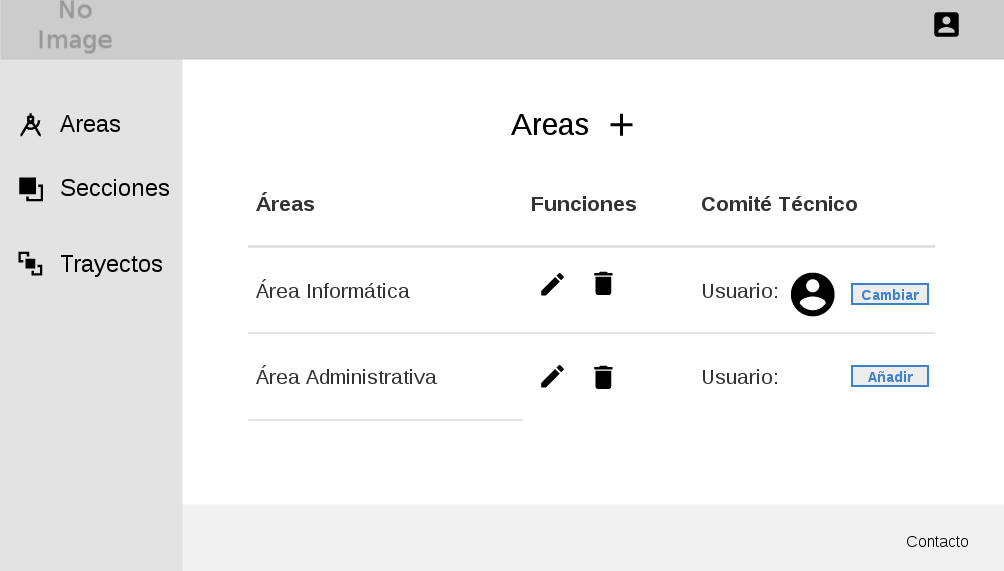 No
Image
Areas
Secciones
Trayectos
Areas
Áreas Funciones Comité Técnico
Área Informática Usuario: Cambiar
Área Administrativa Usuario: Añadir
Contacto